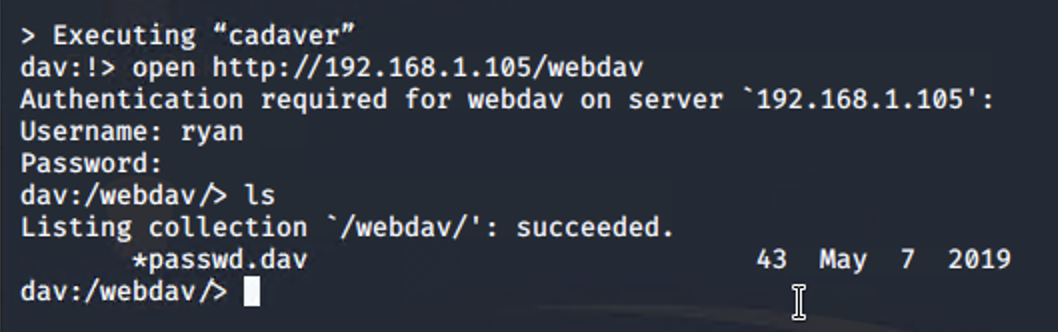 > Executing “cadaver”
dav:!> open http://192.168.1.105/webdav
Authentication required for webdav on server `192.168.1.105':
Username: ryan
Password:
dav:/webdav/> ls
Listing collection `/webdav/': succeeded.
       *passwd.dav                            43  May  7  2019
dav:/webdav/>